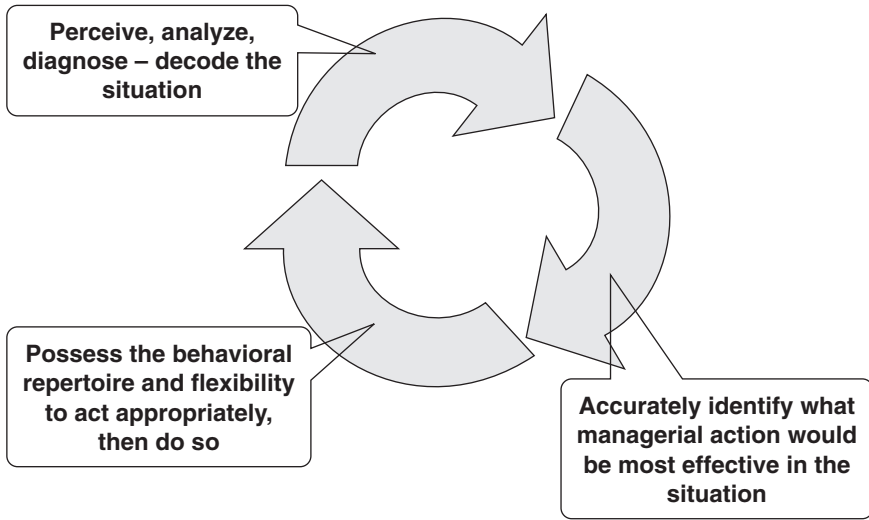 Perceive, analyze,
diagnose – decode the
situation
Accurately identify what
managerial action would
be most effective in the
situation
Possess the behavioral
repertoire and flexibility
to act appropriately,
then do so